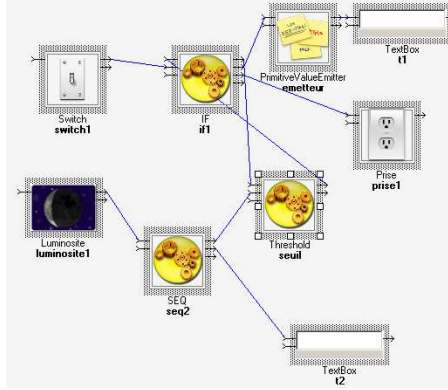 TextBox
t1
PrimitiveValueEmitter
emetteur
Switch
switch1
IF
if1
Prise
prise1
Luminosite
luminosite1
Threshold
seuil
SEQ
seq2
TextBox
t2